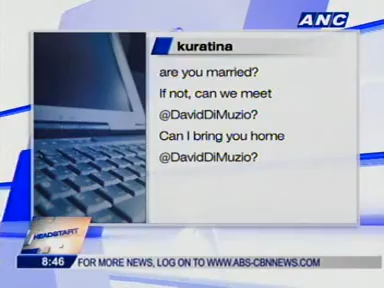 ANC
kuratina
are you married?
If not, can we meet
@DavidDiMuzio?
Can I bring you home
@DavidDiMuzio?
HEADSTART
8:46 FOR MORE NEWS, LOG ON TO WWW.ABS-CBNNEWS.COM